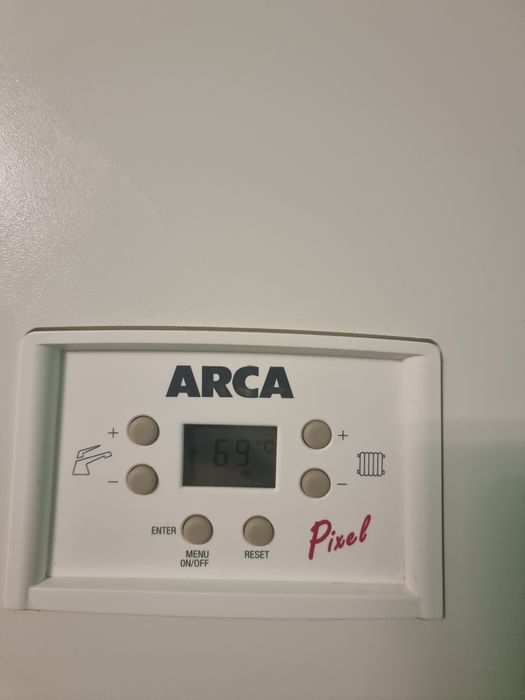 ARCA
+
69 °C
+
-
-
ENTER
MENU
ON/OFF
RESET
Pixel